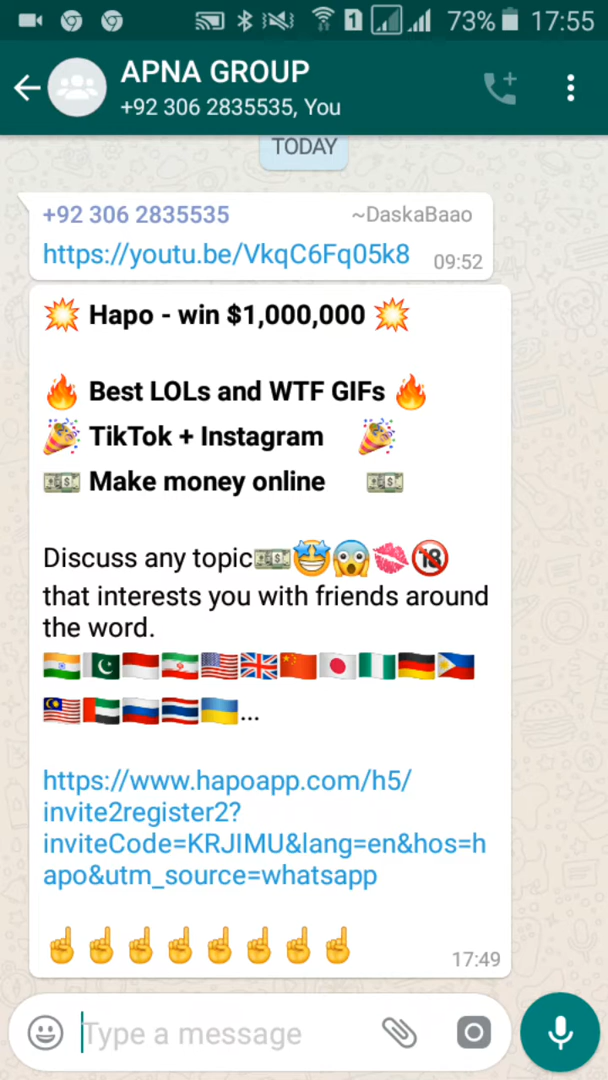 73% 17:55
APNA GROUP
+92 306 2835535, You
TODAY
+92 306 2835535 ~DaskaBaao
https://youtu.be/VkqC6Fq05k8 09:52
Hapo - win $1,000,000
Best LOLs and WTF GIFs
TikTok + Instagram
Make money online
Discuss any topic
that interests you with friends around
the word.
...
https://www.hapoapp.com/h5/
invite2register2?
inviteCode=KRJIMU&lang=en&hos=h
apo&utm_source=whatsapp
17:49
Type a message